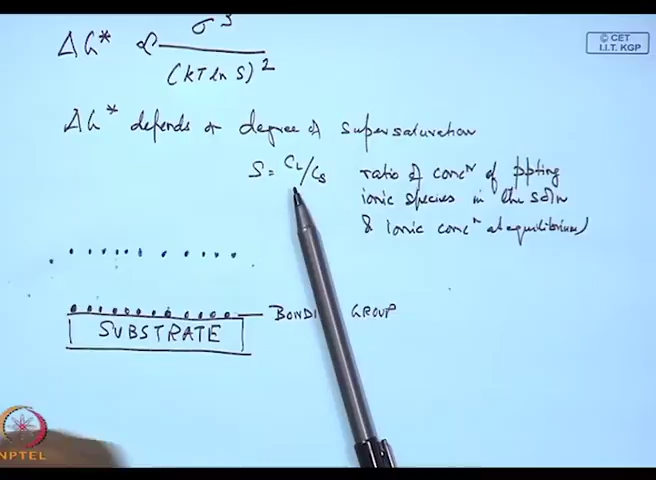 σ³
ΔG* ∝ ―――
(kT ln S)²
© CET
I.I.T. KGP
ΔG* depends on degree of supersaturation
S = CL/CS ratio of concⁿ of ppting
ionic species in the solⁿ
& ionic concⁿ at equilibrium
SUBSTRATE
GROUP
NPTEL